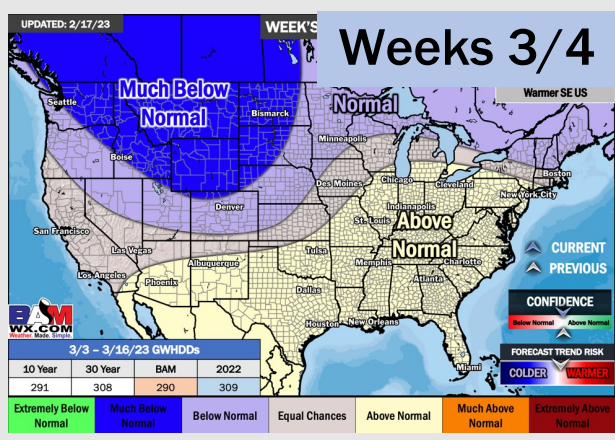 UPDATED: 2/17/23
WEEK'S
Weeks 3/4
Warmer SE US
Much Below
Normal
Normal
Seattle
Bismarck
Minneapolis
Boise
Boston
Des Moines
Chicago
Cleveland
New York City
Denver
Indianapolis
St. Louis
Above
Normal
San Francisco
Las Vegas
Albuquerque
Tulsa
Memphis
Charlotte
Los Angeles
Phoenix
Dallas
Atlanta
Houston
New Orleans
Miami
CURRENT
PREVIOUS
CONFIDENCE
Below Normal
Above Normal
FORECAST TREND RISK
COLDER
WARMER
BAM
WX.COM
Weather. Made. Simple.
3/3 – 3/16/23 GWHDDs
10 Year 30 Year BAM 2022
291 308 290 309
Extremely Below Normal
Much Below Normal
Below Normal
Equal Chances
Above Normal
Much Above Normal
Extremely Above Normal